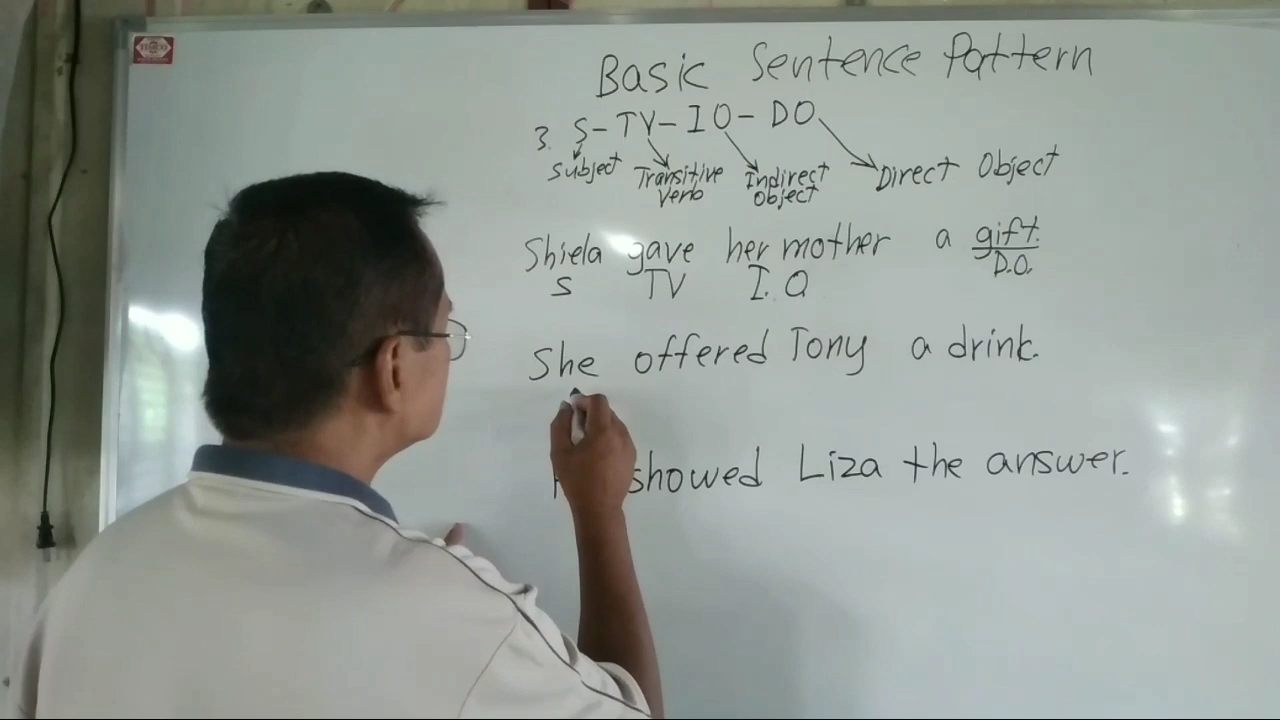 Basic Sentence Pattern
3. S - TV - IO - DO
Subject Transitive Verb Indirect Object Direct Object
Shiela gave her mother a gift.
S TV I.O D.O.
She offered Tony a drink.
showed Liza the answer.